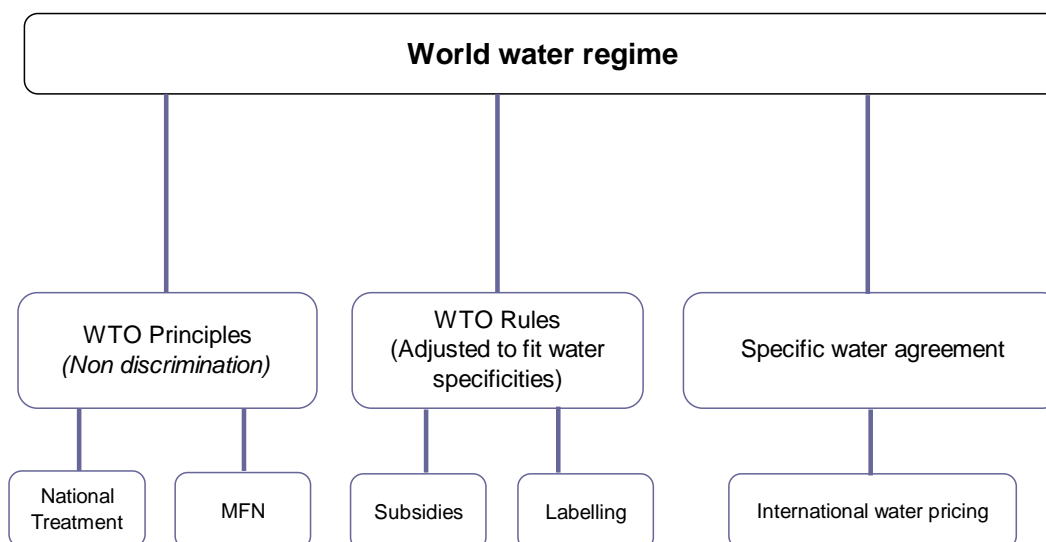 World water regime
WTO Principles
(Non discrimination)
WTO Rules
(Adjusted to fit water
specificities)
Specific water agreement
National
Treatment
MFN
Subsidies
Labelling
International water pricing